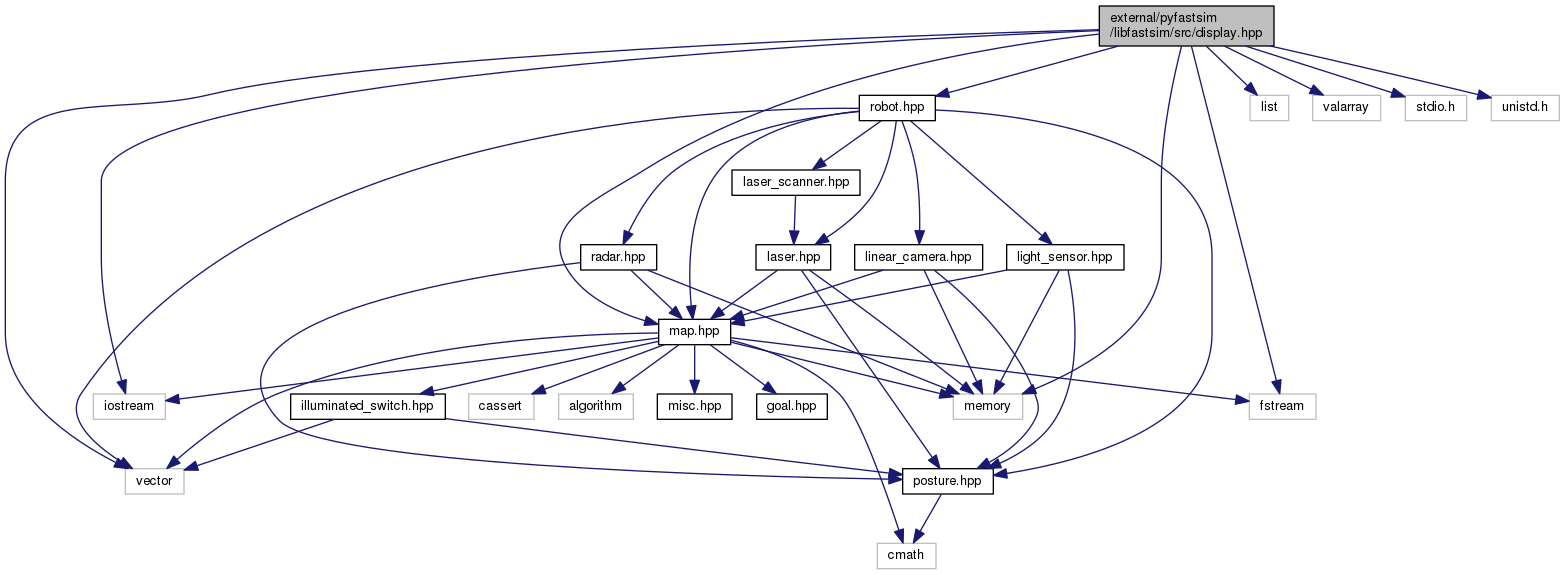 external/pyfastsim
/libfastsim/src/display.hpp
robot.hpp
list
valarray
stdio.h
unistd.h
laser_scanner.hpp
radar.hpp
laser.hpp
linear_camera.hpp
light_sensor.hpp
map.hpp
iostream
illuminated_switch.hpp
cassert
algorithm
misc.hpp
goal.hpp
memory
fstream
vector
posture.hpp
cmath